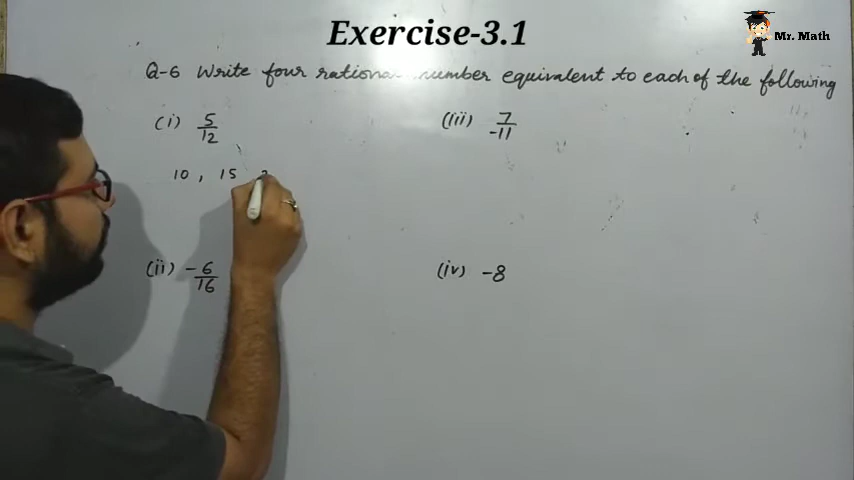 Exercise-3.1
Mr. Math
Q-6 Write four rational number equivalent to each of the following
(i) 5/12
(iii) 7/-11
10, 15
(ii) -6/16
(iv) -8